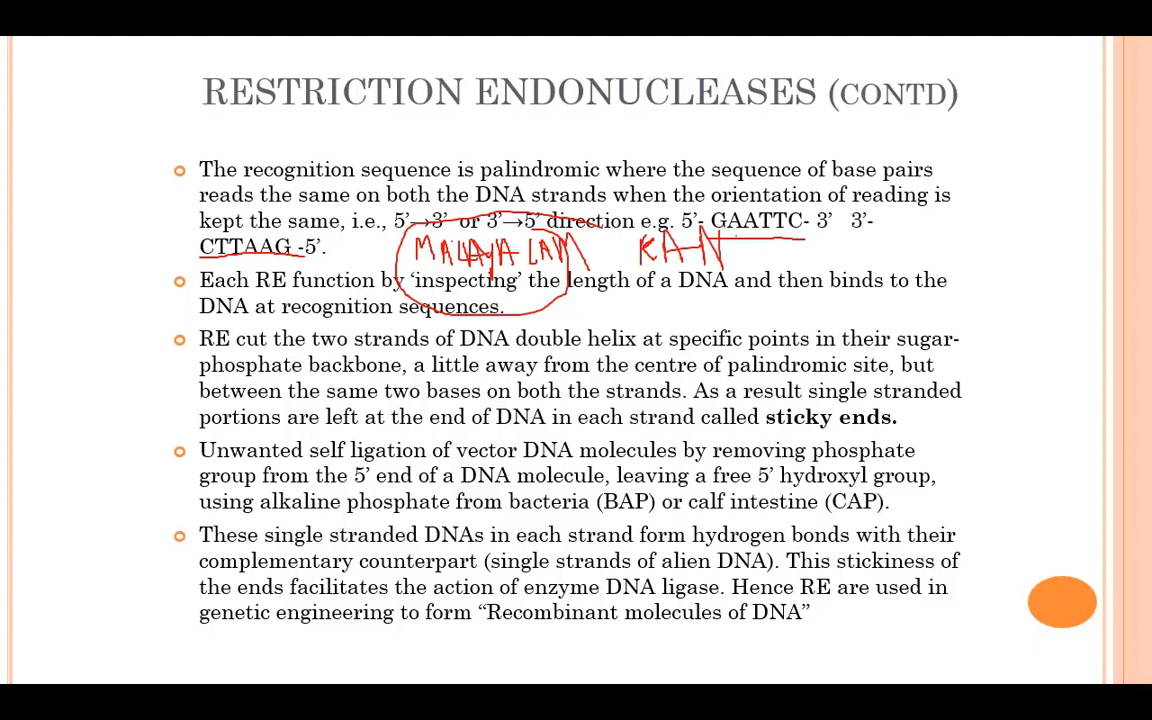 RESTRICTION ENDONUCLEASES (CONTD)
The recognition sequence is palindromic where the sequence of base pairs
reads the same on both the DNA strands when the orientation of reading is
kept the same, i.e., 5’→3’ or 3’→5’ direction e.g. 5’- GAATTC- 3’ 3’-
CTTAAG -5’.
MALAYALAM KAN
Each RE function by ‘inspecting’ the length of a DNA and then binds to the
DNA at recognition sequences.
RE cut the two strands of DNA double helix at specific points in their sugar-
phosphate backbone, a little away from the centre of palindromic site, but
between the same two bases on both the strands. As a result single stranded
portions are left at the end of DNA in each strand called sticky ends.
Unwanted self ligation of vector DNA molecules by removing phosphate
group from the 5’ end of a DNA molecule, leaving a free 5’ hydroxyl group,
using alkaline phosphate from bacteria (BAP) or calf intestine (CAP).
These single stranded DNAs in each strand form hydrogen bonds with their
complementary counterpart (single strands of alien DNA). This stickiness of
the ends facilitates the action of enzyme DNA ligase. Hence RE are used in
genetic engineering to form “Recombinant molecules of DNA”